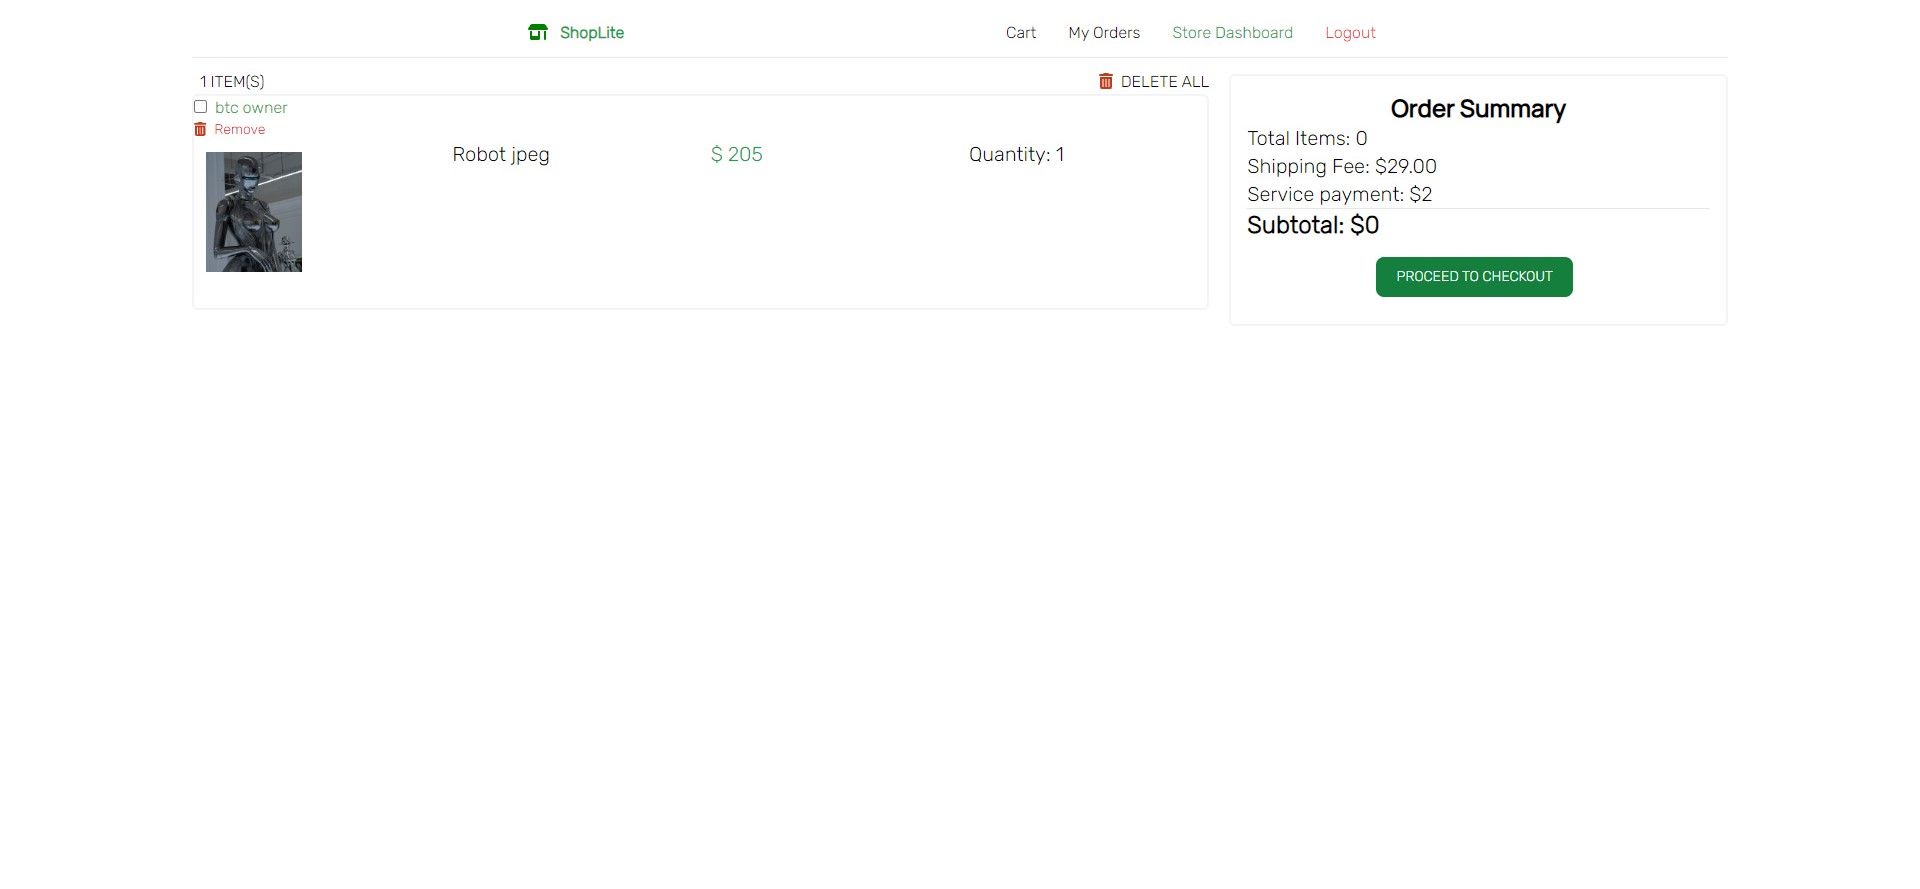 ShopLite
Cart
My Orders
Store Dashboard
Logout
1 ITEM(S)
DELETE ALL
btc owner
Remove
Robot jpeg
$ 205
Quantity: 1
Order Summary
Total Items: 0
Shipping Fee: $29.00
Service payment: $2
Subtotal: $0
PROCEED TO CHECKOUT